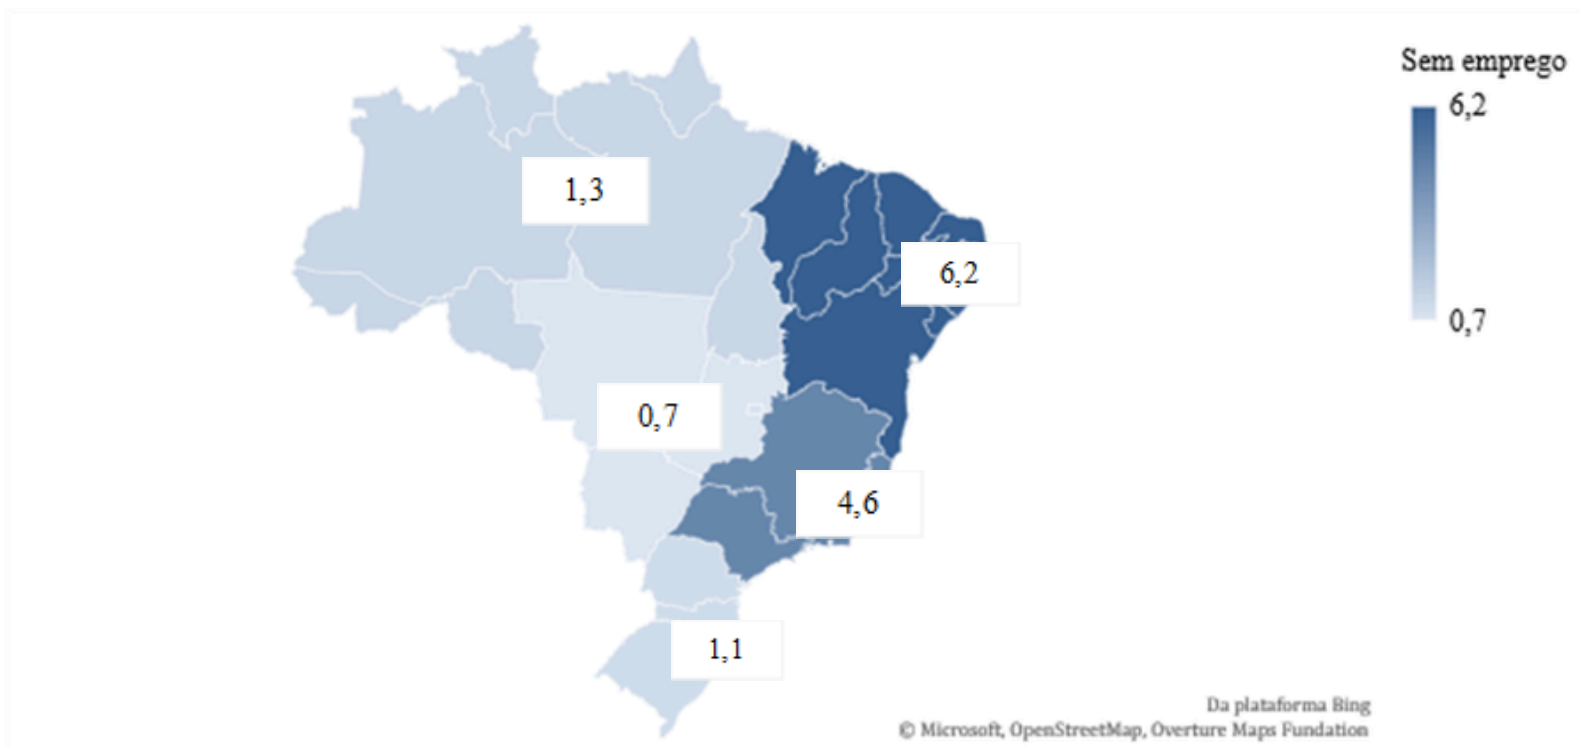 Sem emprego
6,2
0,7
1,3
6,2
0,7
4,6
1,1
Da plataforma Bing
© Microsoft, OpenStreetMap, Overture Maps Fundation